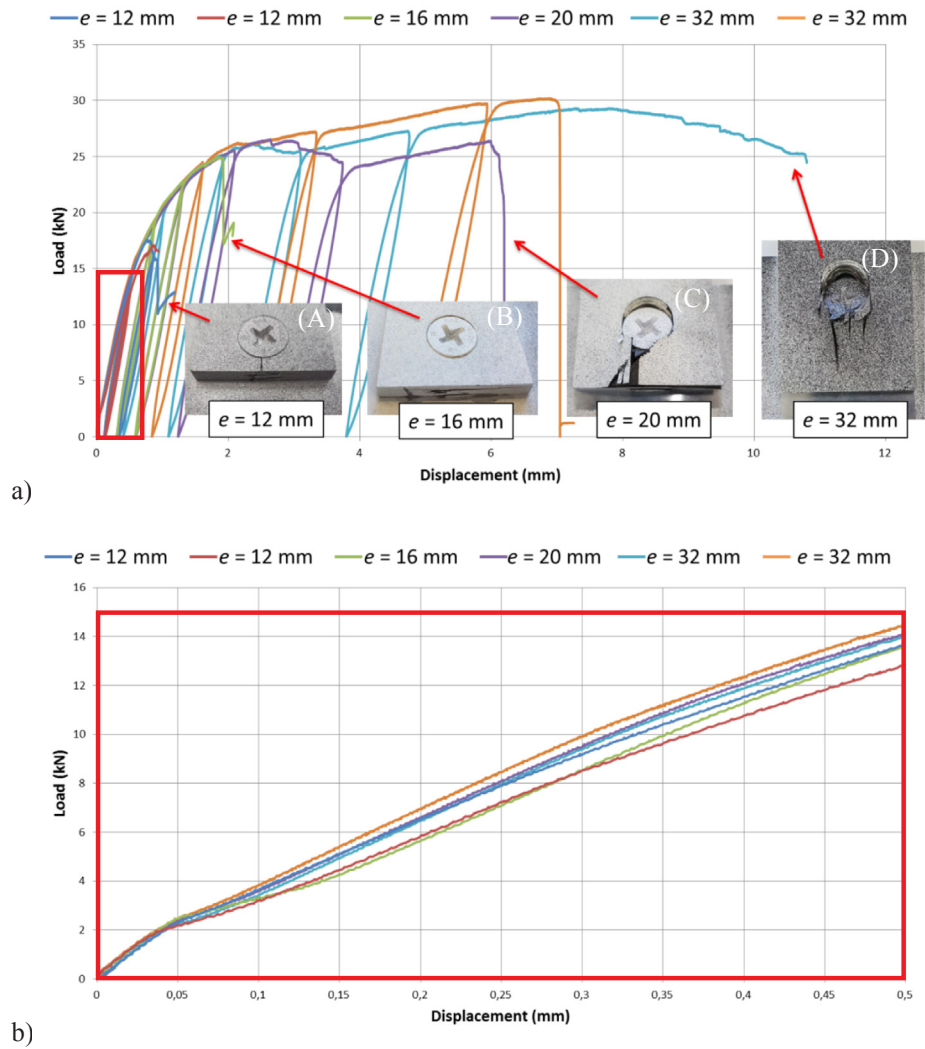 e = 12 mm e = 12 mm e = 16 mm e = 20 mm e = 32 mm e = 32 mm
35
30
25
20
15
10
5
0
Load (kN)
(A)
(B)
(C)
(D)
e = 12 mm
e = 16 mm
e = 20 mm
e = 32 mm
0 2 4 6 8 10 12
Displacement (mm)
a)
e = 12 mm e = 12 mm e = 16 mm e = 20 mm e = 32 mm e = 32 mm
16
14
12
10
8
6
4
2
0
Load (kN)
0 0,05 0,1 0,15 0,2 0,25 0,3 0,35 0,4 0,45 0,5
Displacement (mm)
b)